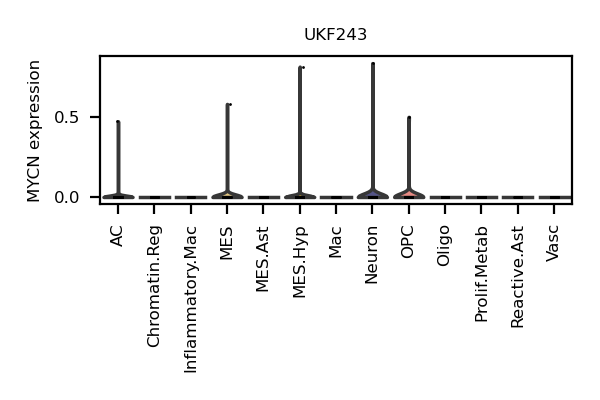 UKF243
MYCN expression
0.5
0.0
AC
Chromatin.Reg
Inflammatory.Mac
MES
MES.Ast
MES.Hyp
Mac
Neuron
OPC
Oligo
Prolif.Metab
Reactive.Ast
Vasc